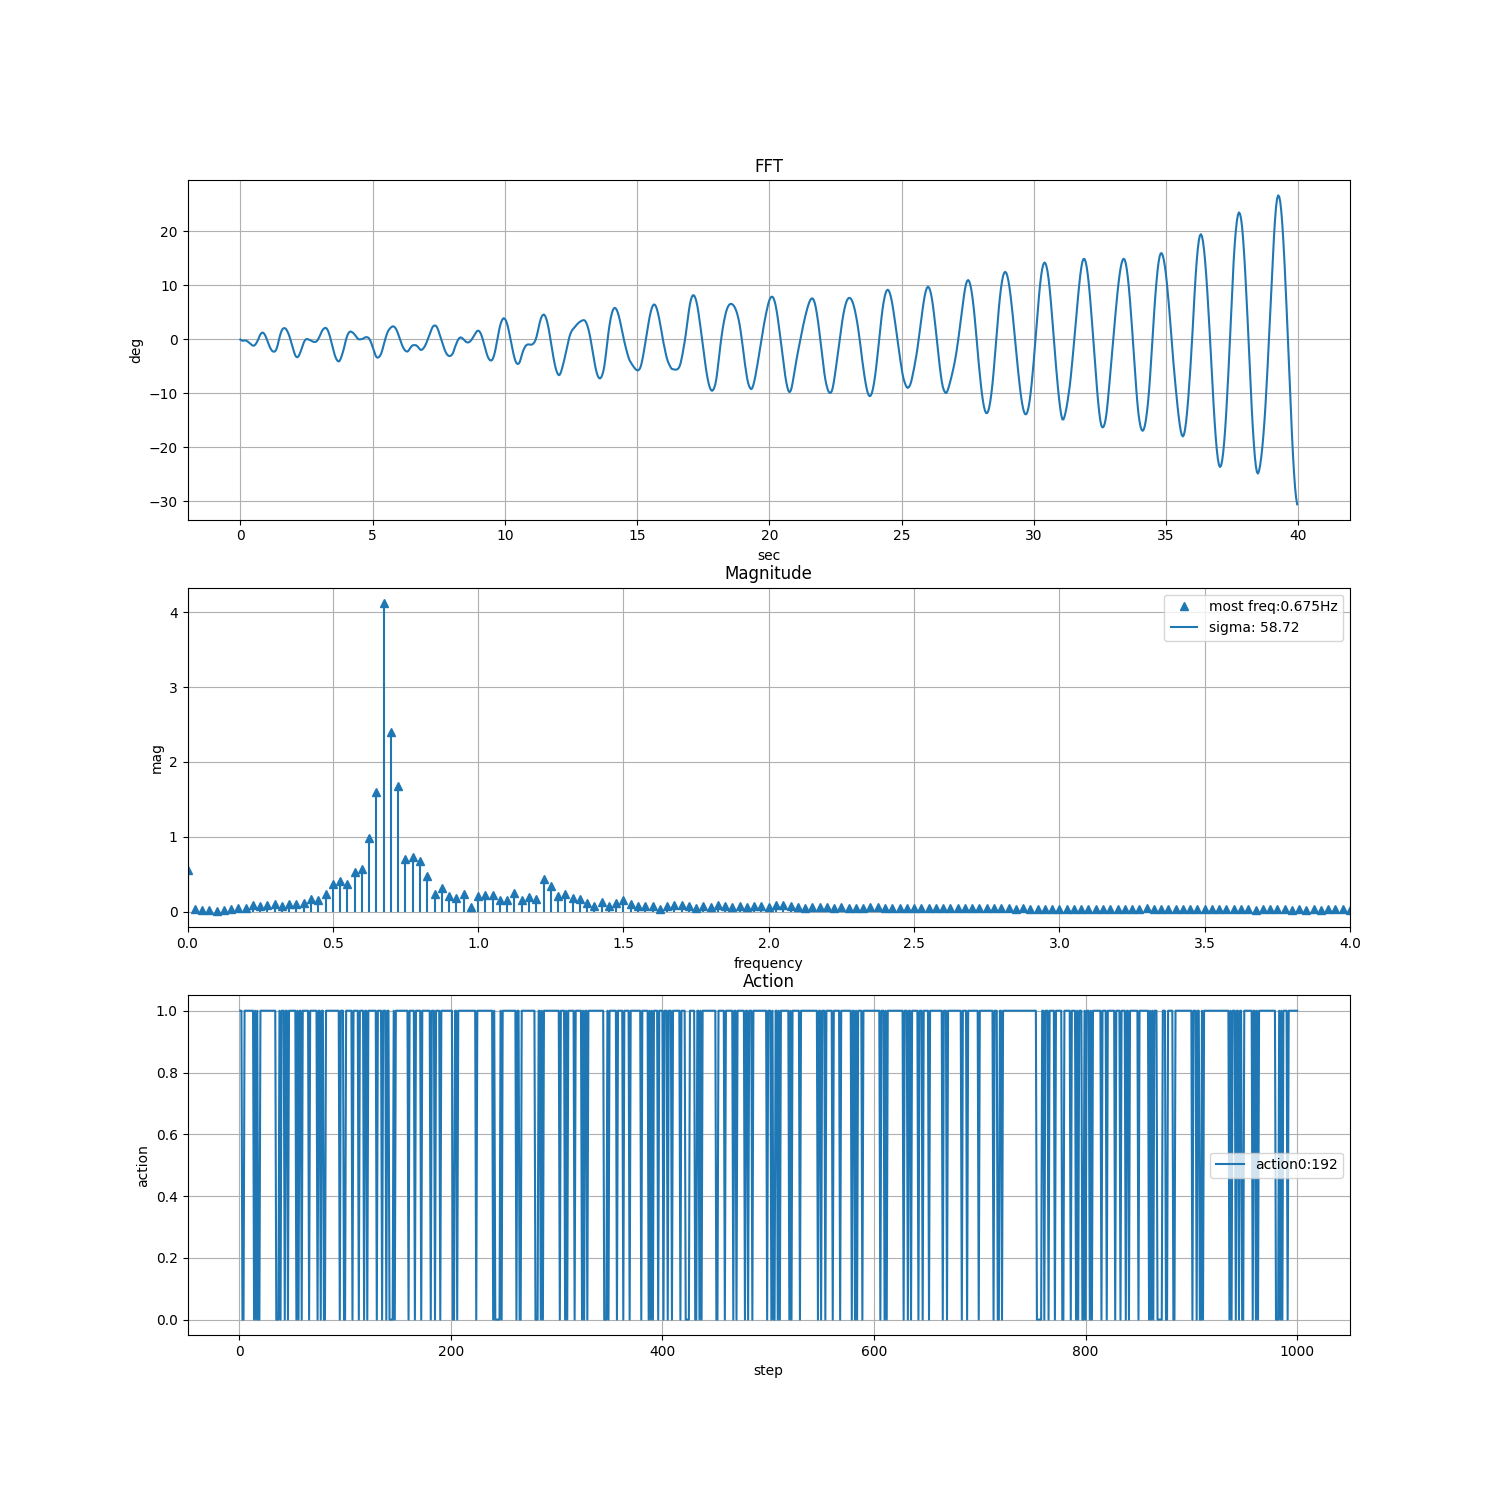 FFT
20
10
0
−10
−20
−30
deg
0 5 10 15 20 25 30 35 40
sec
Magnitude
4
3
2
1
0
mag
most freq:0.675Hz
sigma: 58.72
0.0 0.5 1.0 1.5 2.0 2.5 3.0 3.5 4.0
frequency
Action
1.0
0.8
0.6
0.4
0.2
0.0
action
action0:192
0 200 400 600 800 1000
step